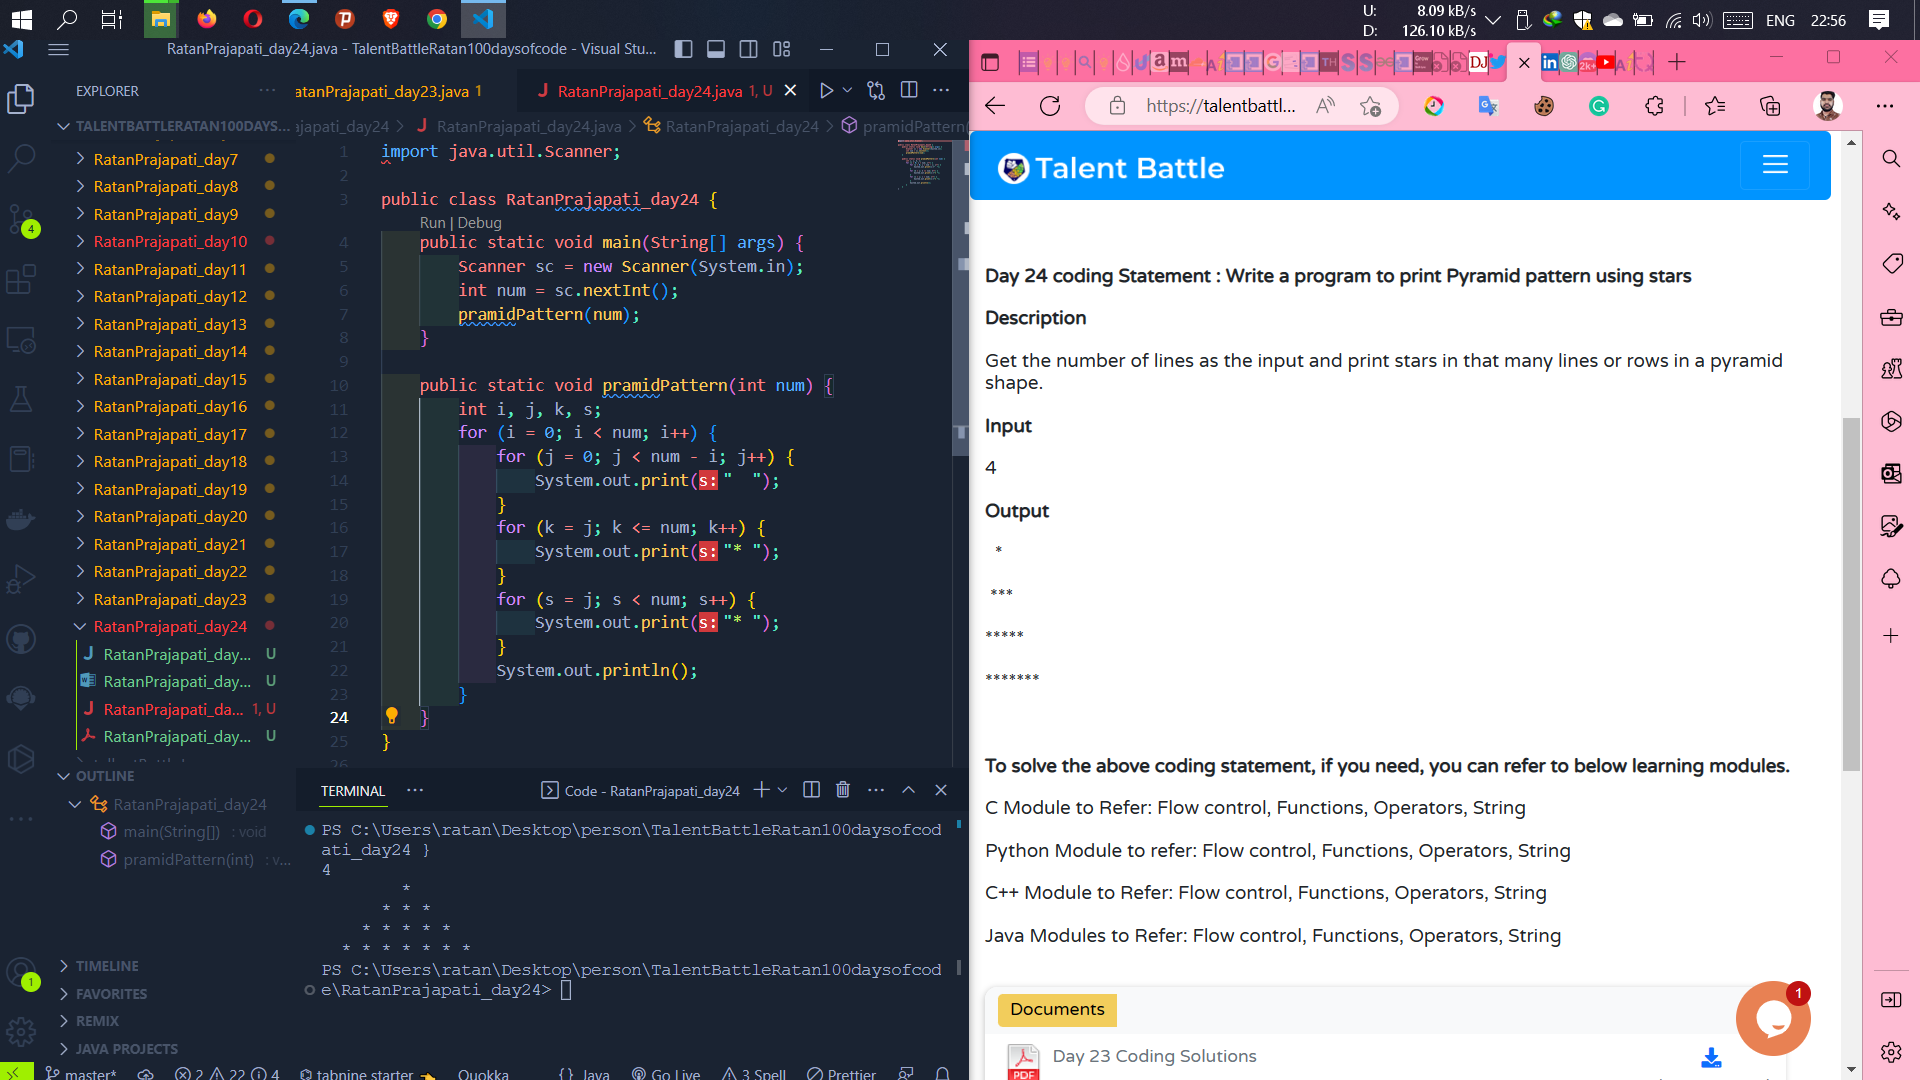 U: 8.09 kB/s
D: 126.10 kB/s
ENG 22:56
RatanPrajapati_day24.java - TalentBattleRatan100daysofcode - Visual Stu...
EXPLORER
atanPrajapati_day23.java 1
J RatanPrajapati_day24.java 1, U
TALENTBATTLERATAN100DAYS...
ajapati_day24 > J RatanPrajapati_day24.java > RatanPrajapati_day24 > pramidPattern(
RatanPrajapati_day7
RatanPrajapati_day8
RatanPrajapati_day9
RatanPrajapati_day10
RatanPrajapati_day11
RatanPrajapati_day12
RatanPrajapati_day13
RatanPrajapati_day14
RatanPrajapati_day15
RatanPrajapati_day16
RatanPrajapati_day17
RatanPrajapati_day18
RatanPrajapati_day19
RatanPrajapati_day20
RatanPrajapati_day21
RatanPrajapati_day22
RatanPrajapati_day23
RatanPrajapati_day24
J RatanPrajapati_day... U
RatanPrajapati_day... U
J RatanPrajapati_da... 1, U
RatanPrajapati_day... U
OUTLINE
RatanPrajapati_day24
main(String[]) : void
pramidPattern(int) : v...
TIMELINE
FAVORITES
REMIX
JAVA PROJECTS
4
1
1 import java.util.Scanner;
2
3 public class RatanPrajapati_day24 {
Run | Debug
4 public static void main(String[] args) {
5 Scanner sc = new Scanner(System.in);
6 int num = sc.nextInt();
7 pramidPattern(num);
8 }
9
10 public static void pramidPattern(int num) {
11 int i, j, k, s;
12 for (i = 0; i < num; i++) {
13 for (j = 0; j < num - i; j++) {
14 System.out.print(s: "  ");
15 }
16 for (k = j; k <= num; k++) {
17 System.out.print(s: "* ");
18 }
19 for (s = j; s < num; s++) {
20 System.out.print(s: "* ");
21 }
22 System.out.println();
23 }
24 }
25 }
26
TERMINAL
Code - RatanPrajapati_day24
PS C:\Users\ratan\Desktop\person\TalentBattleRatan100daysofcod
ati_day24 }
4
*
* * *
* * * * *
* * * * * * *
PS C:\Users\ratan\Desktop\person\TalentBattleRatan100daysofcod
e\RatanPrajapati_day24>
master* 2 22 4 tabnine starter Quokka {} Java Go Live 3 Spell Prettier
https://talentbattl...
Talent Battle
Day 24 coding Statement : Write a program to print Pyramid pattern using stars
Description
Get the number of lines as the input and print stars in that many lines or rows in a pyramid
shape.
Input
4
Output
*
***
*****
*******
To solve the above coding statement, if you need, you can refer to below learning modules.
C Module to Refer: Flow control, Functions, Operators, String
Python Module to refer: Flow control, Functions, Operators, String
C++ Module to Refer: Flow control, Functions, Operators, String
Java Modules to Refer: Flow control, Functions, Operators, String
Documents
PDF
Day 23 Coding Solutions
1